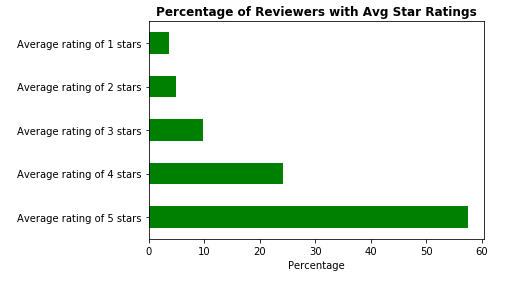 Percentage of Reviewers with Avg Star Ratings
Average rating of 1 stars
Average rating of 2 stars
Average rating of 3 stars
Average rating of 4 stars
Average rating of 5 stars
0 10 20 30 40 50 60
Percentage